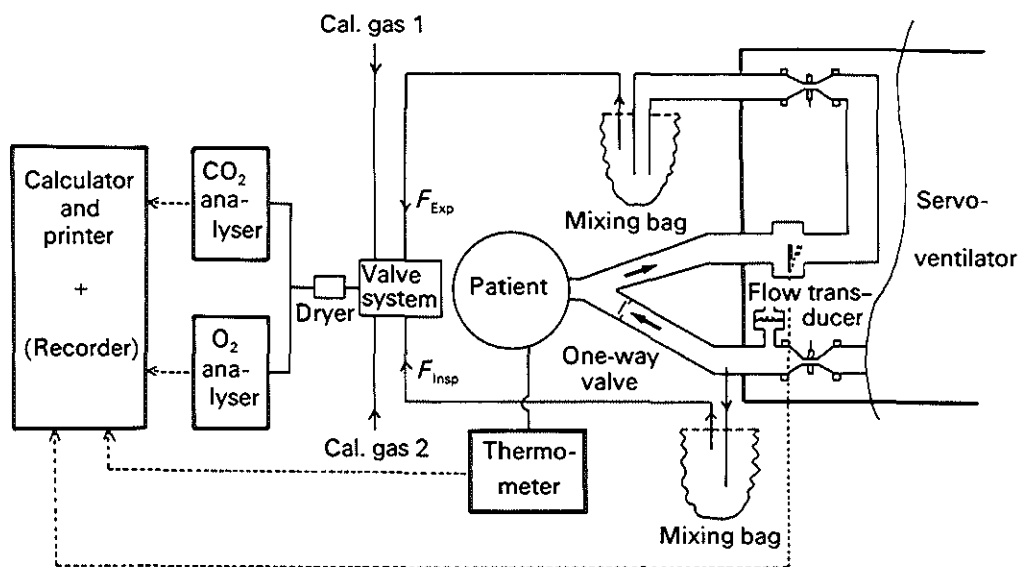 Cal. gas 1
CO2
ana-
lyser
Calculator
and
printer
+
(Recorder)
O2
ana-
lyser
Dryer
Valve
system
FExp
FInsp
Cal. gas 2
Patient
Thermo-
meter
Mixing bag
One-way
valve
Flow trans-
ducer
Servo-
ventilator
Mixing bag